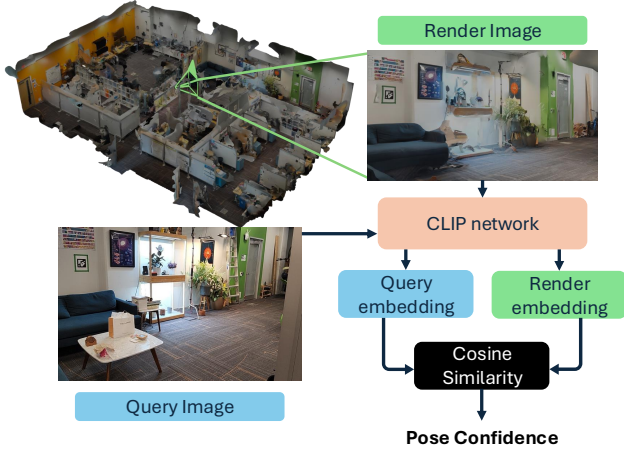 Render Image
CLIP network
Query
embedding
Render
embedding
Cosine
Similarity
Query Image
Pose Confidence